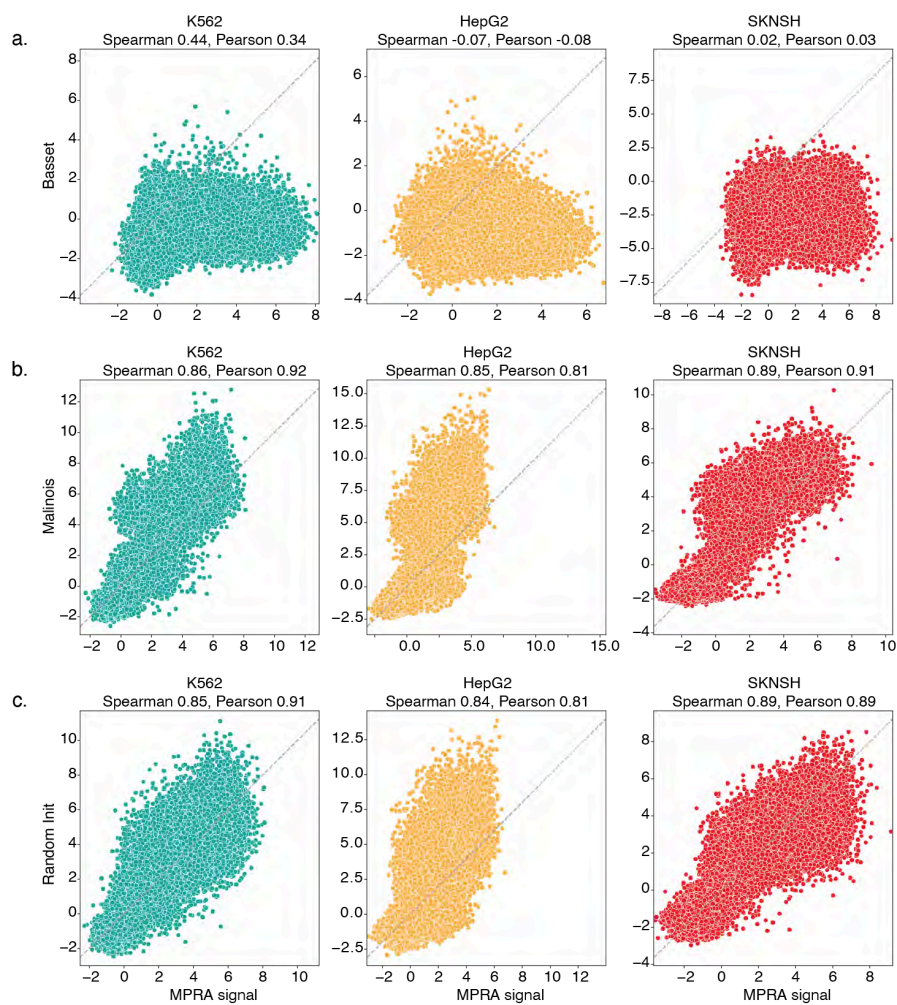 a.
K562
Spearman 0.44, Pearson 0.34
HepG2
Spearman -0.07, Pearson -0.08
SKNSH
Spearman 0.02, Pearson 0.03
Basset
8
6
4
2
0
−2
−4
−2 0 2 4 6 8
6
4
2
0
−2
−4
−2 0 2 4 6
7.5
5.0
2.5
0.0
−2.5
−5.0
−7.5
−8 −6 −4 −2 0 2 4 6 8
b.
K562
Spearman 0.86, Pearson 0.92
HepG2
Spearman 0.85, Pearson 0.81
SKNSH
Spearman 0.89, Pearson 0.91
Malinois
12
10
8
6
4
2
0
−2
−2 0 2 4 6 8 10 12
15.0
12.5
10.0
7.5
5.0
2.5
0.0
−2.5
0.0 5.0 10.0 15.0
10
8
6
4
2
0
−2
−4
−2 0 2 4 6 8 10
c.
K562
Spearman 0.85, Pearson 0.91
HepG2
Spearman 0.84, Pearson 0.81
SKNSH
Spearman 0.89, Pearson 0.89
Random Init
10
8
6
4
2
0
−2
−2 0 2 4 6 8 10
MPRA signal
12.5
10.0
7.5
5.0
2.5
0.0
−2.5
−2 0 2 4 6 8 10 12
MPRA signal
8
6
4
2
0
−2
−4
−2 0 2 4 6 8
MPRA signal